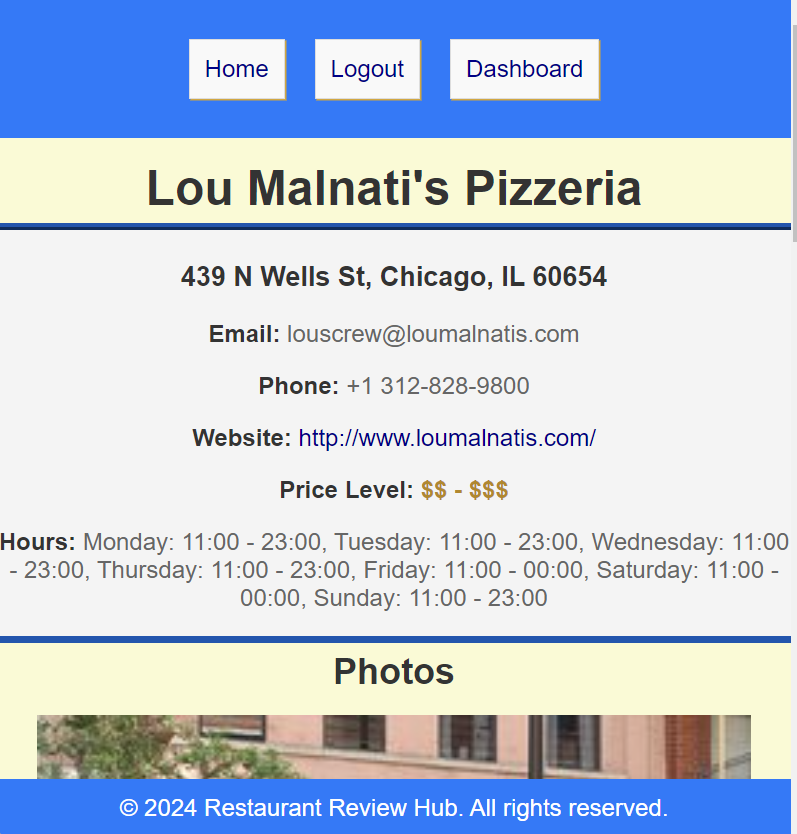 Home Logout Dashboard
Lou Malnati's Pizzeria
439 N Wells St, Chicago, IL 60654
Email: louscrew@loumalnatis.com
Phone: +1 312-828-9800
Website: http://www.loumalnatis.com/
Price Level: $$ - $$$
Hours: Monday: 11:00 - 23:00, Tuesday: 11:00 - 23:00, Wednesday: 11:00
- 23:00, Thursday: 11:00 - 23:00, Friday: 11:00 - 00:00, Saturday: 11:00 -
00:00, Sunday: 11:00 - 23:00
Photos
© 2024 Restaurant Review Hub. All rights reserved.